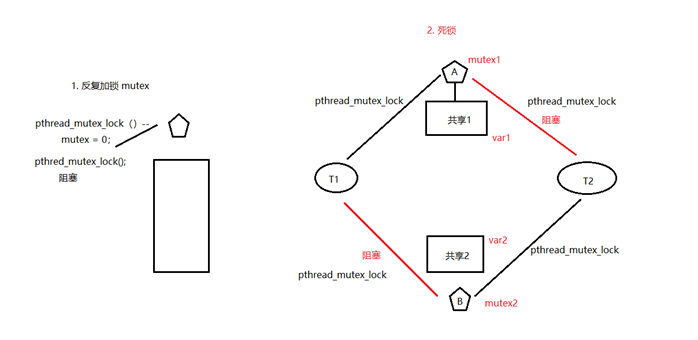 1. 反复加锁 mutex
pthread_mutex_lock（）--
mutex = 0;
pthred_mutex_lock();
阻塞
2. 死锁
A
mutex1
pthread_mutex_lock
pthread_mutex_lock
阻塞
共享1
var1
T1
T2
var2
共享2
pthread_mutex_lock
阻塞
pthread_mutex_lock
B
mutex2